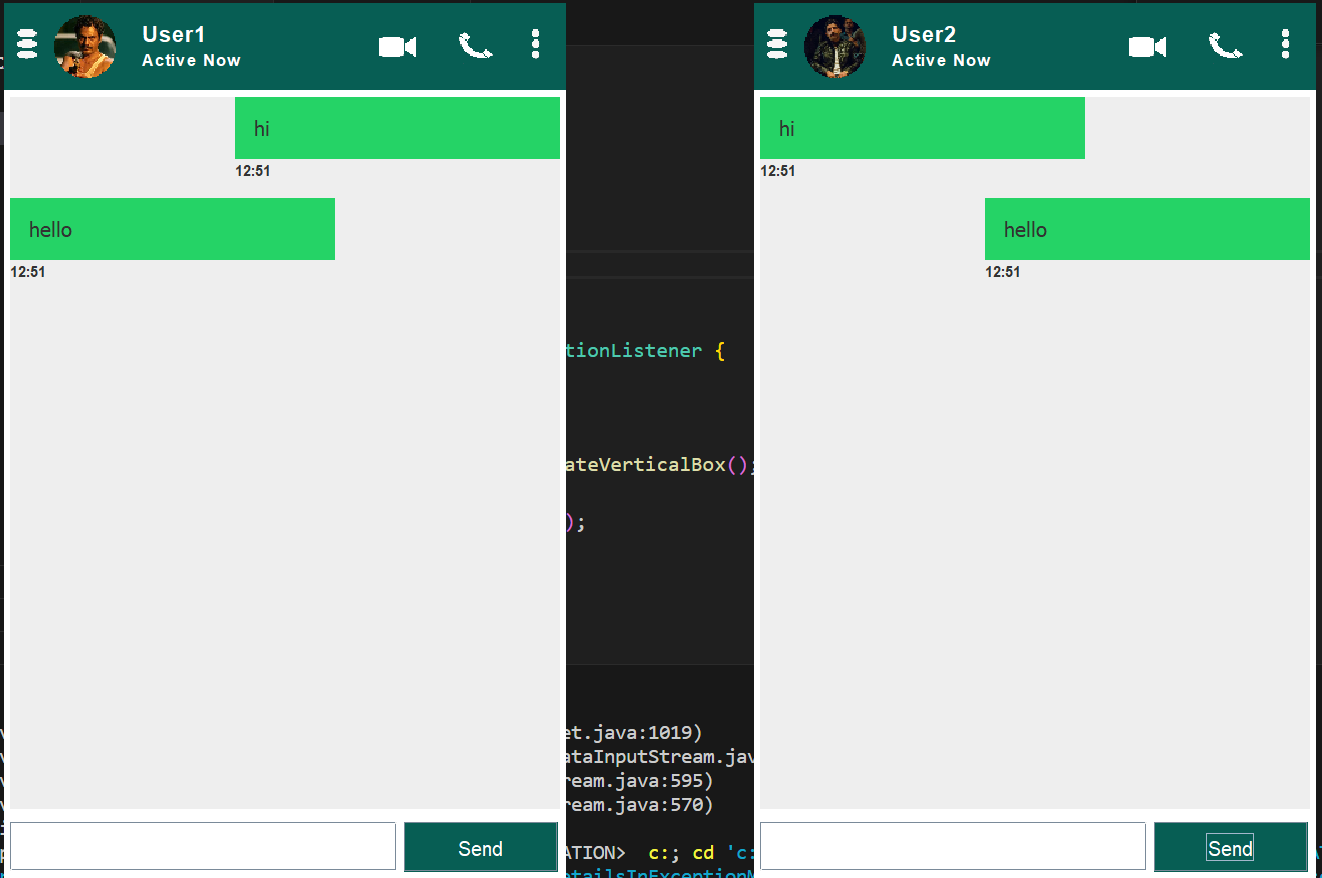 User1
Active Now
hi
12:51
hello
12:51
Send
tionListener {
ateVerticalBox();
);
et.java:1019)
ataInputStream.jav
ream.java:595)
ream.java:570)
ATION> c:; cd 'c:
etailsInExceptionM
User2
Active Now
hi
12:51
hello
12:51
Send